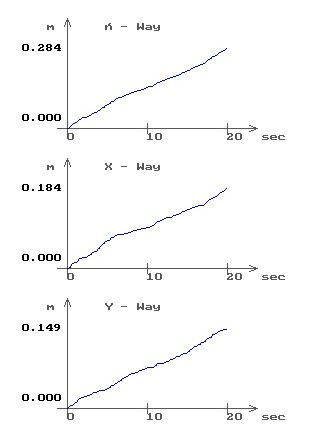 m Ḱ - Way
0.284
0.000
0 10 20 sec
m X - Way
0.184
0.000
0 10 20 sec
m Y - Way
0.149
0.000
0 10 20 sec